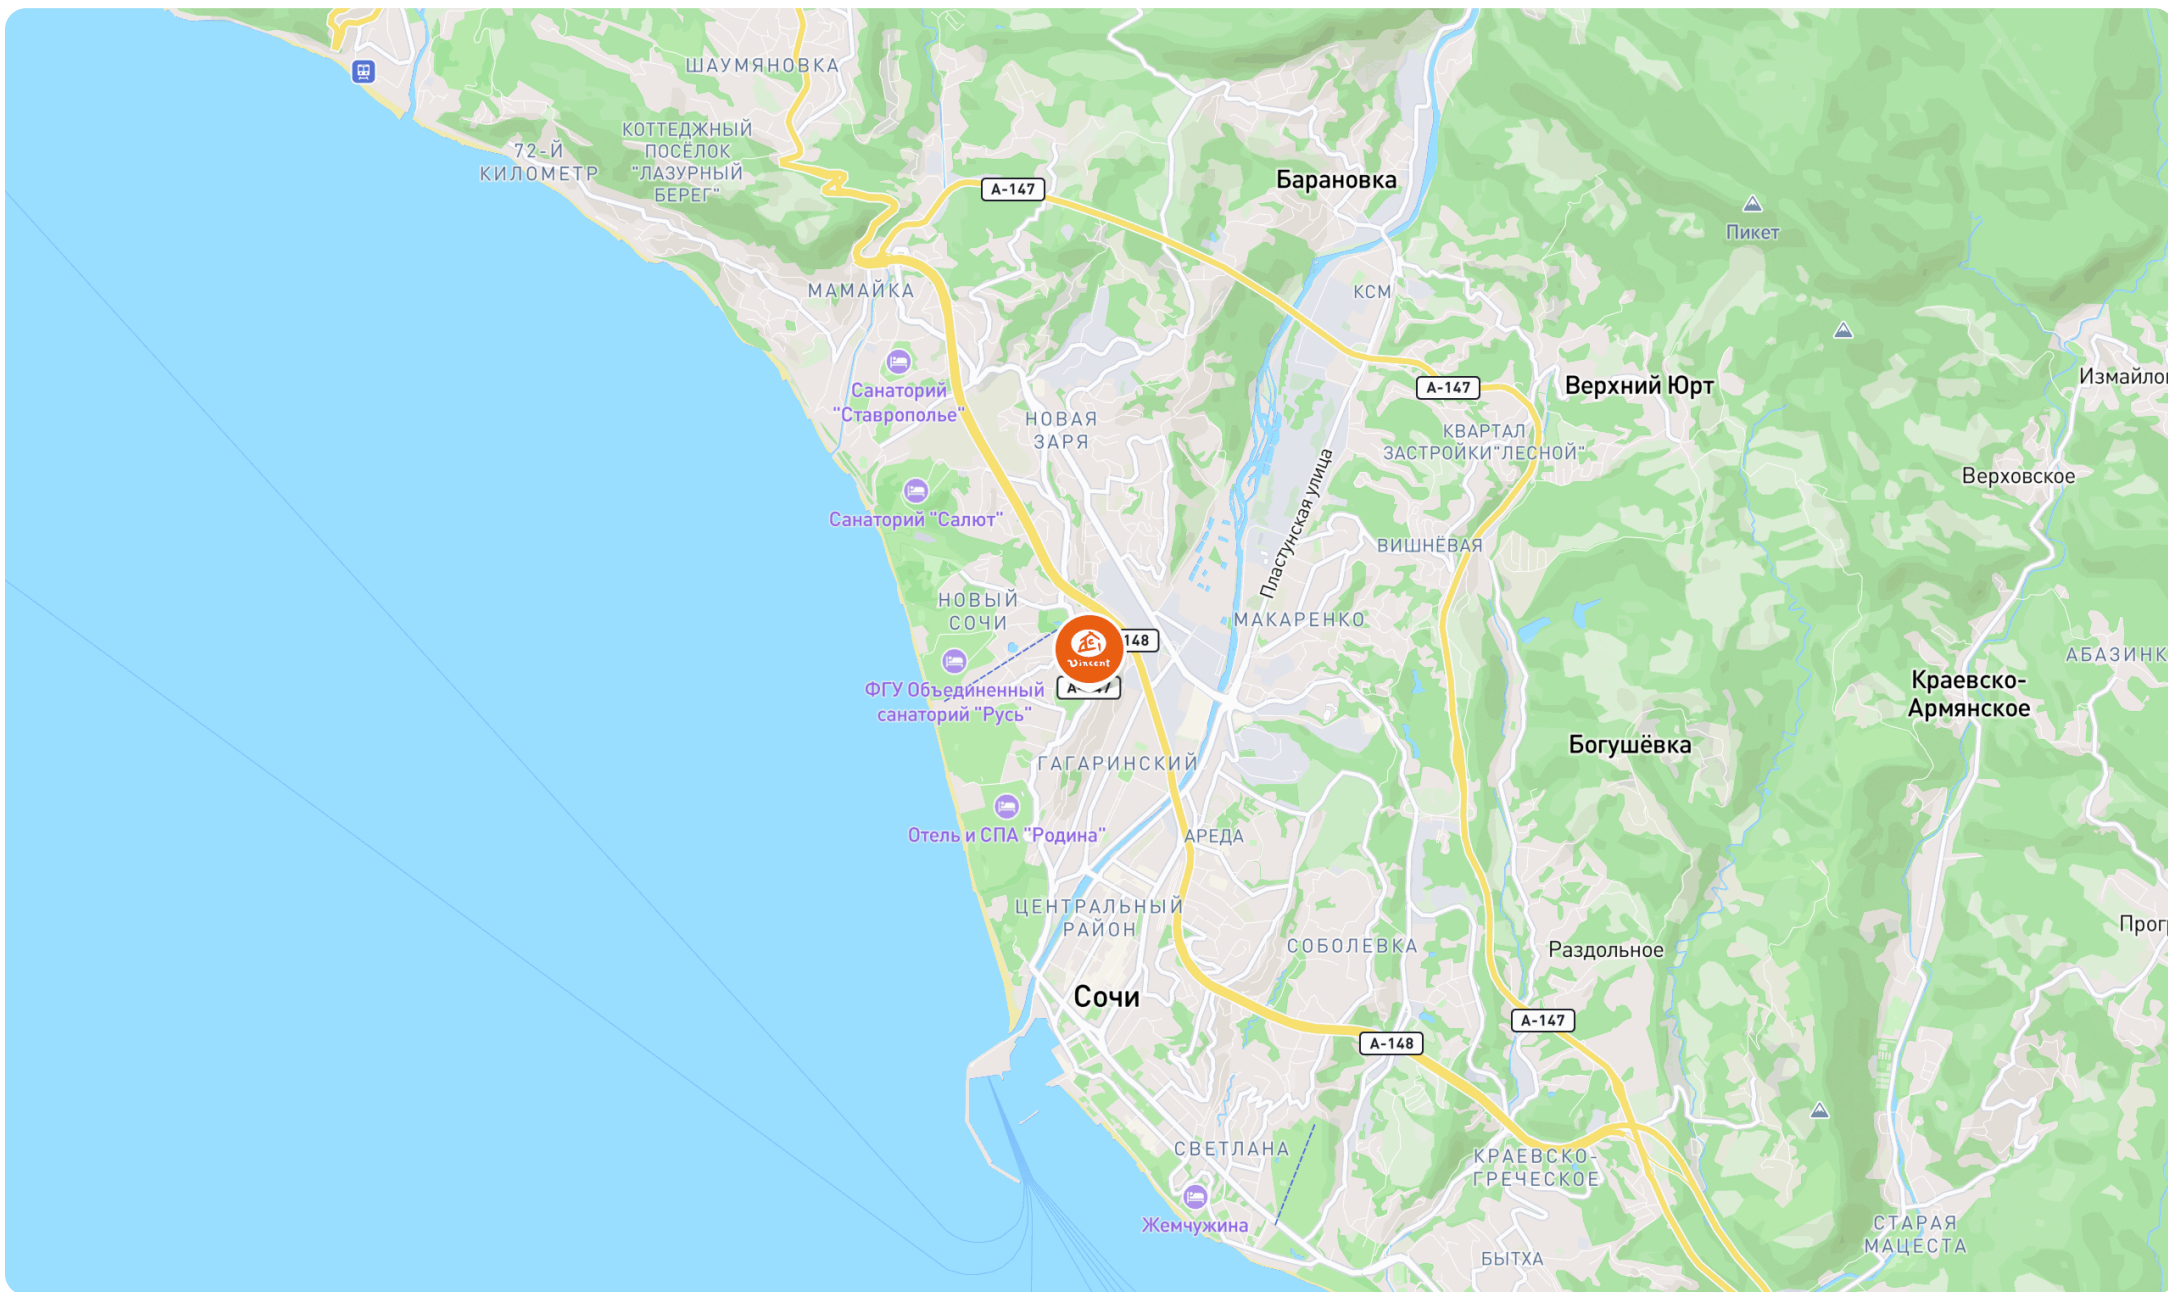 ШАУМЯНОВКА
КОТТЕДЖНЫЙ
ПОСЁЛОК
"ЛАЗУРНЫЙ
БЕРЕГ"
72-Й
КИЛОМЕТР
А-147
Барановка
Пикет
МАМАЙКА
КСМ
Санаторий
"Ставрополье"
НОВАЯ
ЗАРЯ
А-147
Верхний Юрт
КВАРТАЛ
ЗАСТРОЙКИ"ЛЕСНОЙ"
Верховское
Санаторий "Салют"
Пластунская улица
ВИШНЁВАЯ
НОВЫЙ
СОЧИ
МАКАРЕНКО
148
Vincent
ФГУ Объединенный
санаторий "Русь"
Краевско-
Армянское
Богушёвка
ГАГАРИНСКИЙ
Отель и СПА "Родина"
АРЕДА
ЦЕНТРАЛЬНЫЙ
РАЙОН
СОБОЛЕВКА
Раздольное
Сочи
А-147
А-148
СВЕТЛАНА
КРАЕВСКО-
ГРЕЧЕСКОЕ
Жемчужина
БЫТХА
СТАРАЯ
МАЦЕСТА